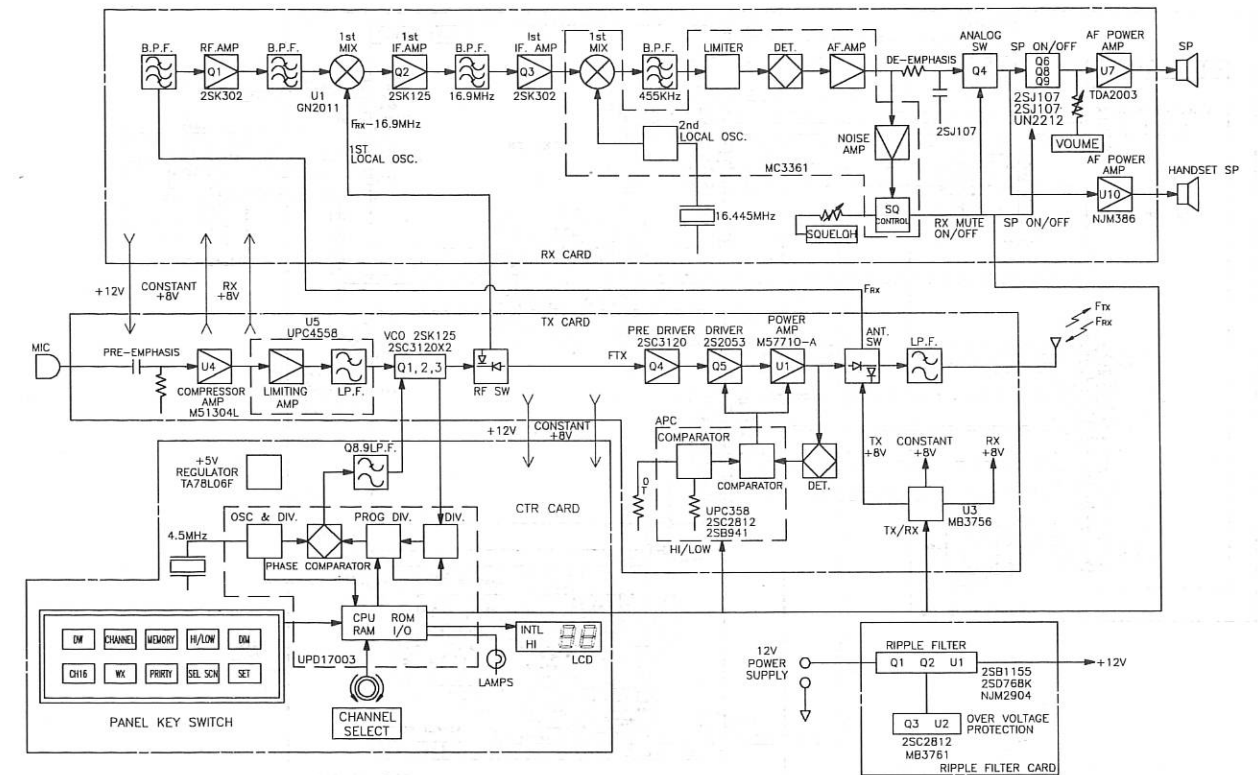 B.P.F.
RF.AMP
Q1
2SK302
B.P.F.
1st
MIX
U1
GN2011
1st
IF.AMP
Q2
2SK125
B.P.F.
16.9MHz
Ist
IF. AMP
Q3
2SK302
1st
MIX
B.P.F.
455KHz
LIMITER
DET.
AF.AMP
DE-EMPHASIS
2SJ107
ANALOG
SW
Q4
SP ON/OFF
Q6
Q8
Q9
2SJ107
2SJ107
UN2212
AF POWER
AMP
U7
TDA2003
SP
VOUME
FRX-16.9MHz
1ST
LOCAL OSC.
2nd
LOCAL OSC.
MC3361
16.445MHz
NOISE
AMP
SQ
CONTROL
SQUELOH
RX MUTE
ON/OFF
SP ON/OFF
AF POWER
AMP
U10
NJM386
HANDSET SP
RX CARD
+12V
CONSTANT
+8V
RX
+8V
TX CARD
MIC
PRE-EMPHASIS
U4
COMPRESSOR
AMP
M51304L
U5
UPC4558
LIMITING
AMP
LP.F.
VCO 2SK125
2SC3120X2
Q1,2,3
RF SW
FTX
PRE DRIVER
2SC3120
Q4
DRIVER
2S2053
Q5
POWER
AMP
M57710-A
U1
FRX
ANT.
SW
L.P.F.
FTX
FRX
+12V
CONSTANT
+8V
APC
COMPARATOR
COMPARATOR
TO
UPC358
2SC2812
2SB941
HI/LOW
DET.
TX
+8V
CONSTANT
+8V
RX
+8V
U3
MB3756
TX/RX
+5V
REGULATOR
TA78L06F
Q8.9LP.F.
CTR CARD
4.5MHz
OSC & DIV.
PROG DIV.
DIV.
PHASE COMPARATOR
CPU ROM
RAM I/O
UPD17003
INTL
HI
88
LCD
LAMPS
CHANNEL
SELECT
DW CHANNEL MEMORY HI/LOW DIM
CH16 WX PRIRTY SEL SCN SET
PANEL KEY SWITCH
12V
POWER
SUPPLY
RIPPLE FILTER
Q1 Q2 U1
2SB1155
2SD768K
NJM2904
+12V
Q3 U2
2SC2812
MB3761
OVER VOLTAGE
PROTECTION
RIPPLE FILTER CARD